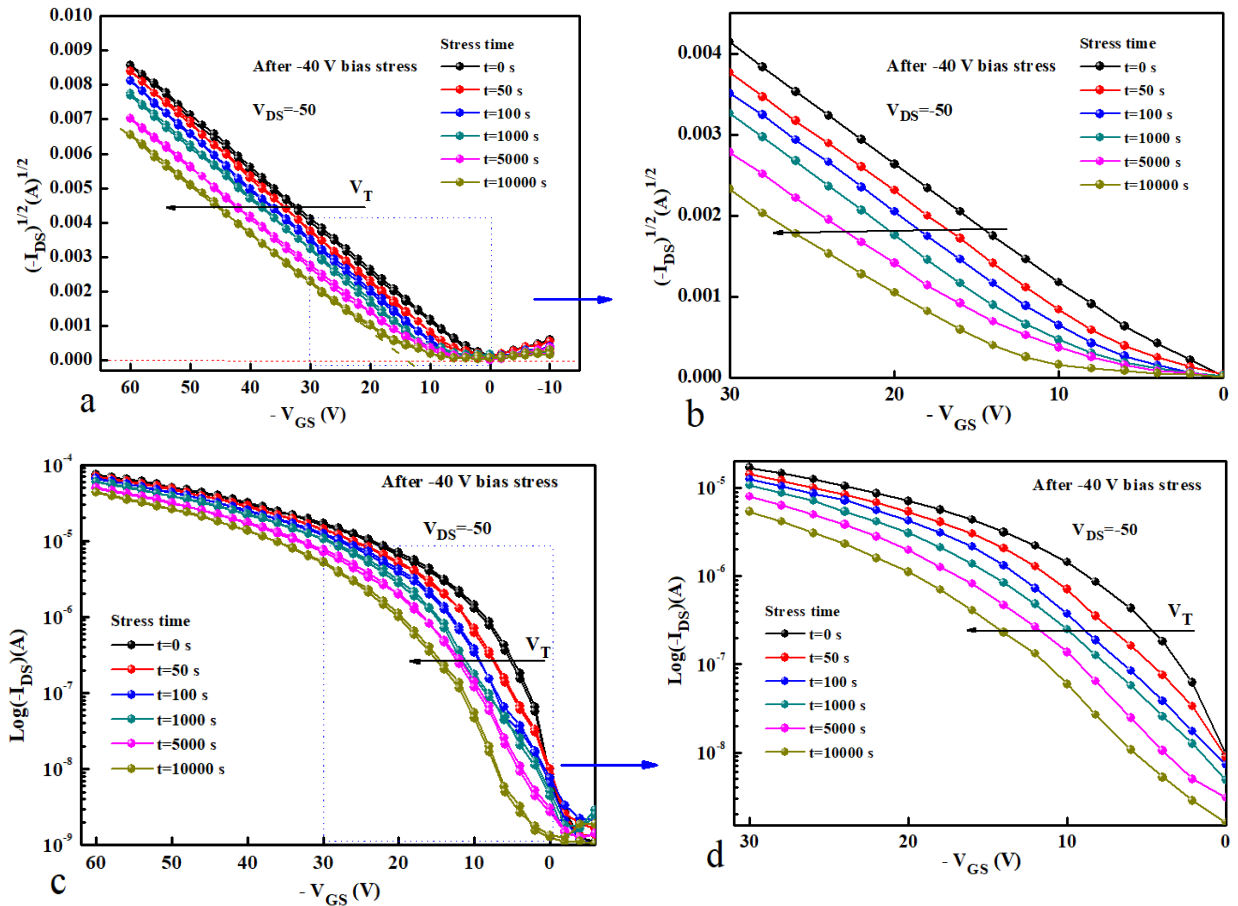 0.010
0.009
0.008
0.007
0.006
0.005
0.004
0.003
0.002
0.001
0.000
(-I_DS)^1/2 (A)^1/2
After -40 V bias stress
V_DS=-50
Stress time
t=0 s
t=50 s
t=100 s
t=1000 s
t=5000 s
t=10000 s
V_T
60 50 40 30 20 10 0 -10
- V_GS (V)
a
0.004
0.003
0.002
0.001
0.000
(-I_DS)^1/2 (A)^1/2
After -40 V bias stress
V_DS=-50
Stress time
t=0 s
t=50 s
t=100 s
t=1000 s
t=5000 s
t=10000 s
30 20 10 0
- V_GS (V)
b
10^-4
10^-5
10^-6
10^-7
10^-8
10^-9
Log(-I_DS)(A)
After -40 V bias stress
V_DS=-50
Stress time
t=0 s
t=50 s
t=100 s
t=1000 s
t=5000 s
t=10000 s
V_T
60 50 40 30 20 10 0
- V_GS (V)
c
10^-5
10^-6
10^-7
10^-8
Log(-I_DS)(A)
After -40 V bias stress
V_DS=-50
Stress time
t=0 s
t=50 s
t=100 s
t=1000 s
t=5000 s
t=10000 s
V_T
30 20 10 0
- V_GS (V)
d